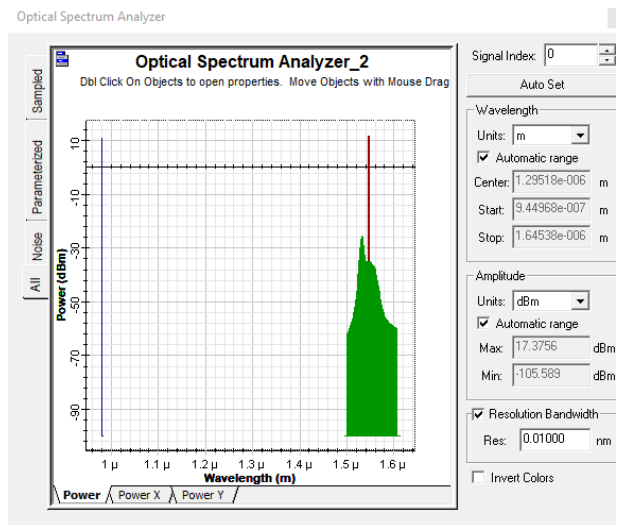 Optical Spectrum Analyzer
Optical Spectrum Analyzer_2
Dbl Click On Objects to open properties. Move Objects with Mouse Drag
Sampled
Parameterized
Noise
All
Power (dBm)
10
-10
-30
-50
-70
-90
1 µ 1.1 µ 1.2 µ 1.3 µ 1.4 µ 1.5 µ 1.6 µ
Wavelength (m)
Power Power X Power Y
Signal Index: 0
Auto Set
Wavelength
Units: m
Automatic range
Center: 1.29518e-006 m
Start: 9.44968e-007 m
Stop: 1.64538e-006 m
Amplitude
Units: dBm
Automatic range
Max: 17.3756 dBm
Min: -105.589 dBm
Resolution Bandwidth
Res: 0.01000 nm
Invert Colors